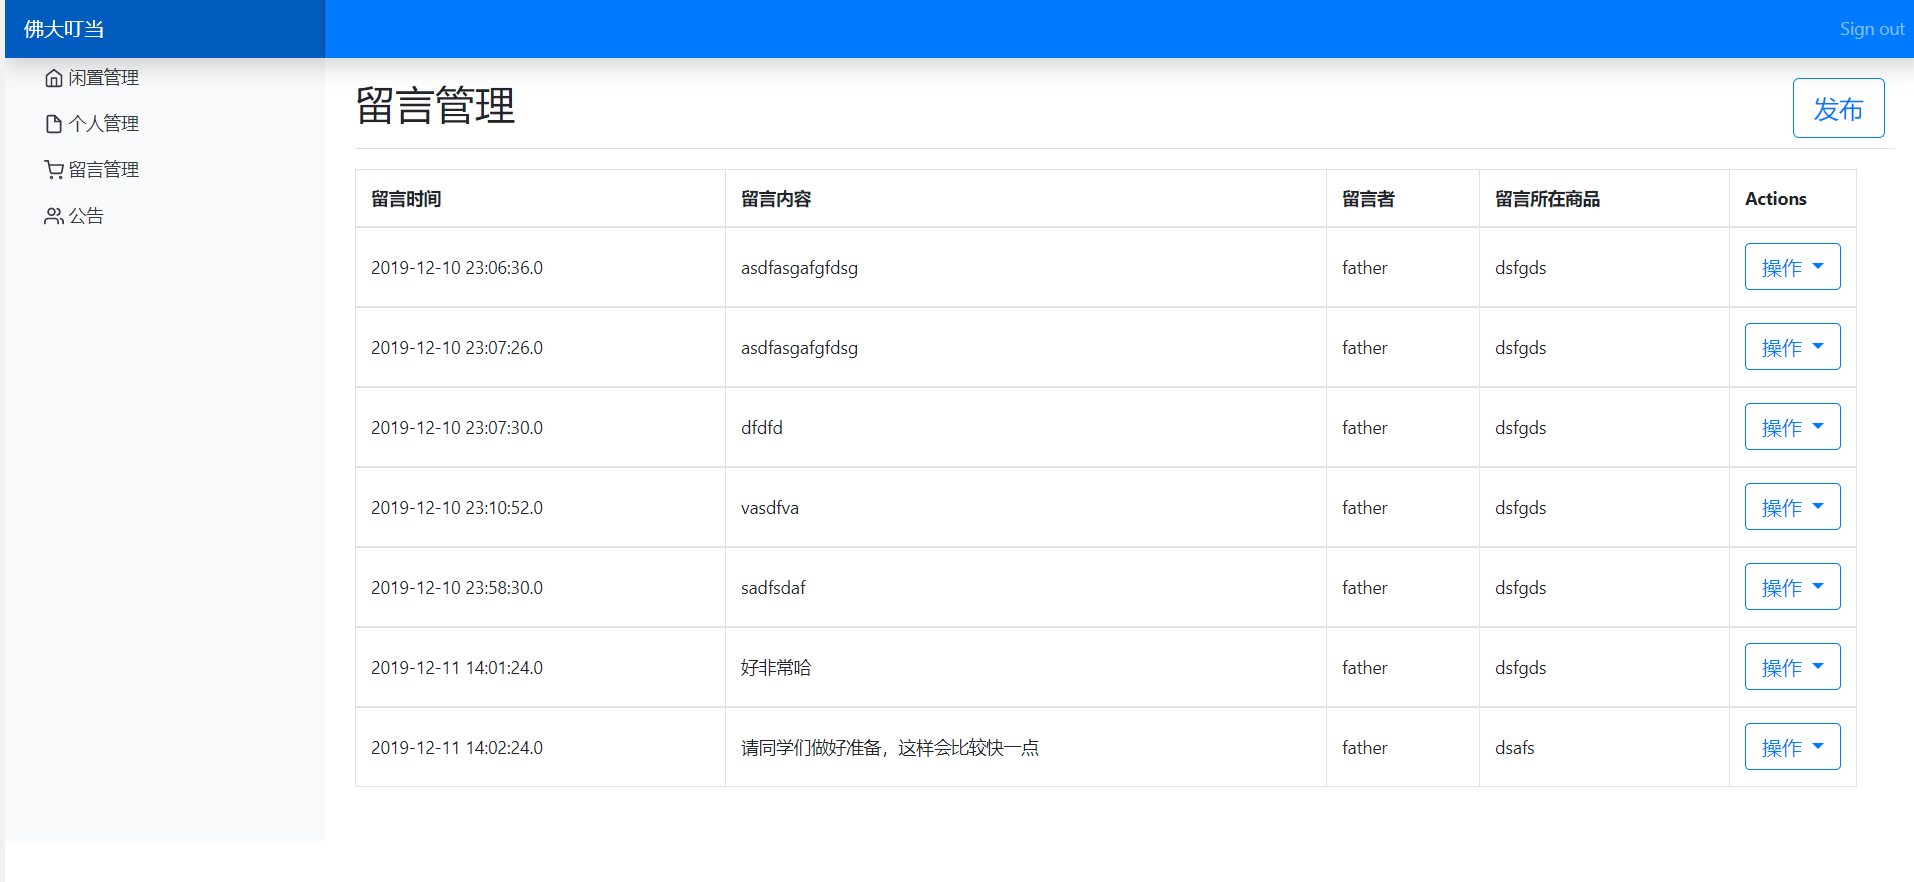 佛大叮当
Sign out
闲置管理
个人管理
留言管理
公告
留言管理
发布
留言时间 留言内容 留言者 留言所在商品 Actions
2019-12-10 23:06:36.0 asdfasgafgfdsg father dsfgds 操作
2019-12-10 23:07:26.0 asdfasgafgfdsg father dsfgds 操作
2019-12-10 23:07:30.0 dfdfd father dsfgds 操作
2019-12-10 23:10:52.0 vasdfva father dsfgds 操作
2019-12-10 23:58:30.0 sadfsdaf father dsfgds 操作
2019-12-11 14:01:24.0 好非常哈 father dsfgds 操作
2019-12-11 14:02:24.0 请同学们做好准备，这样会比较快一点 father dsafs 操作